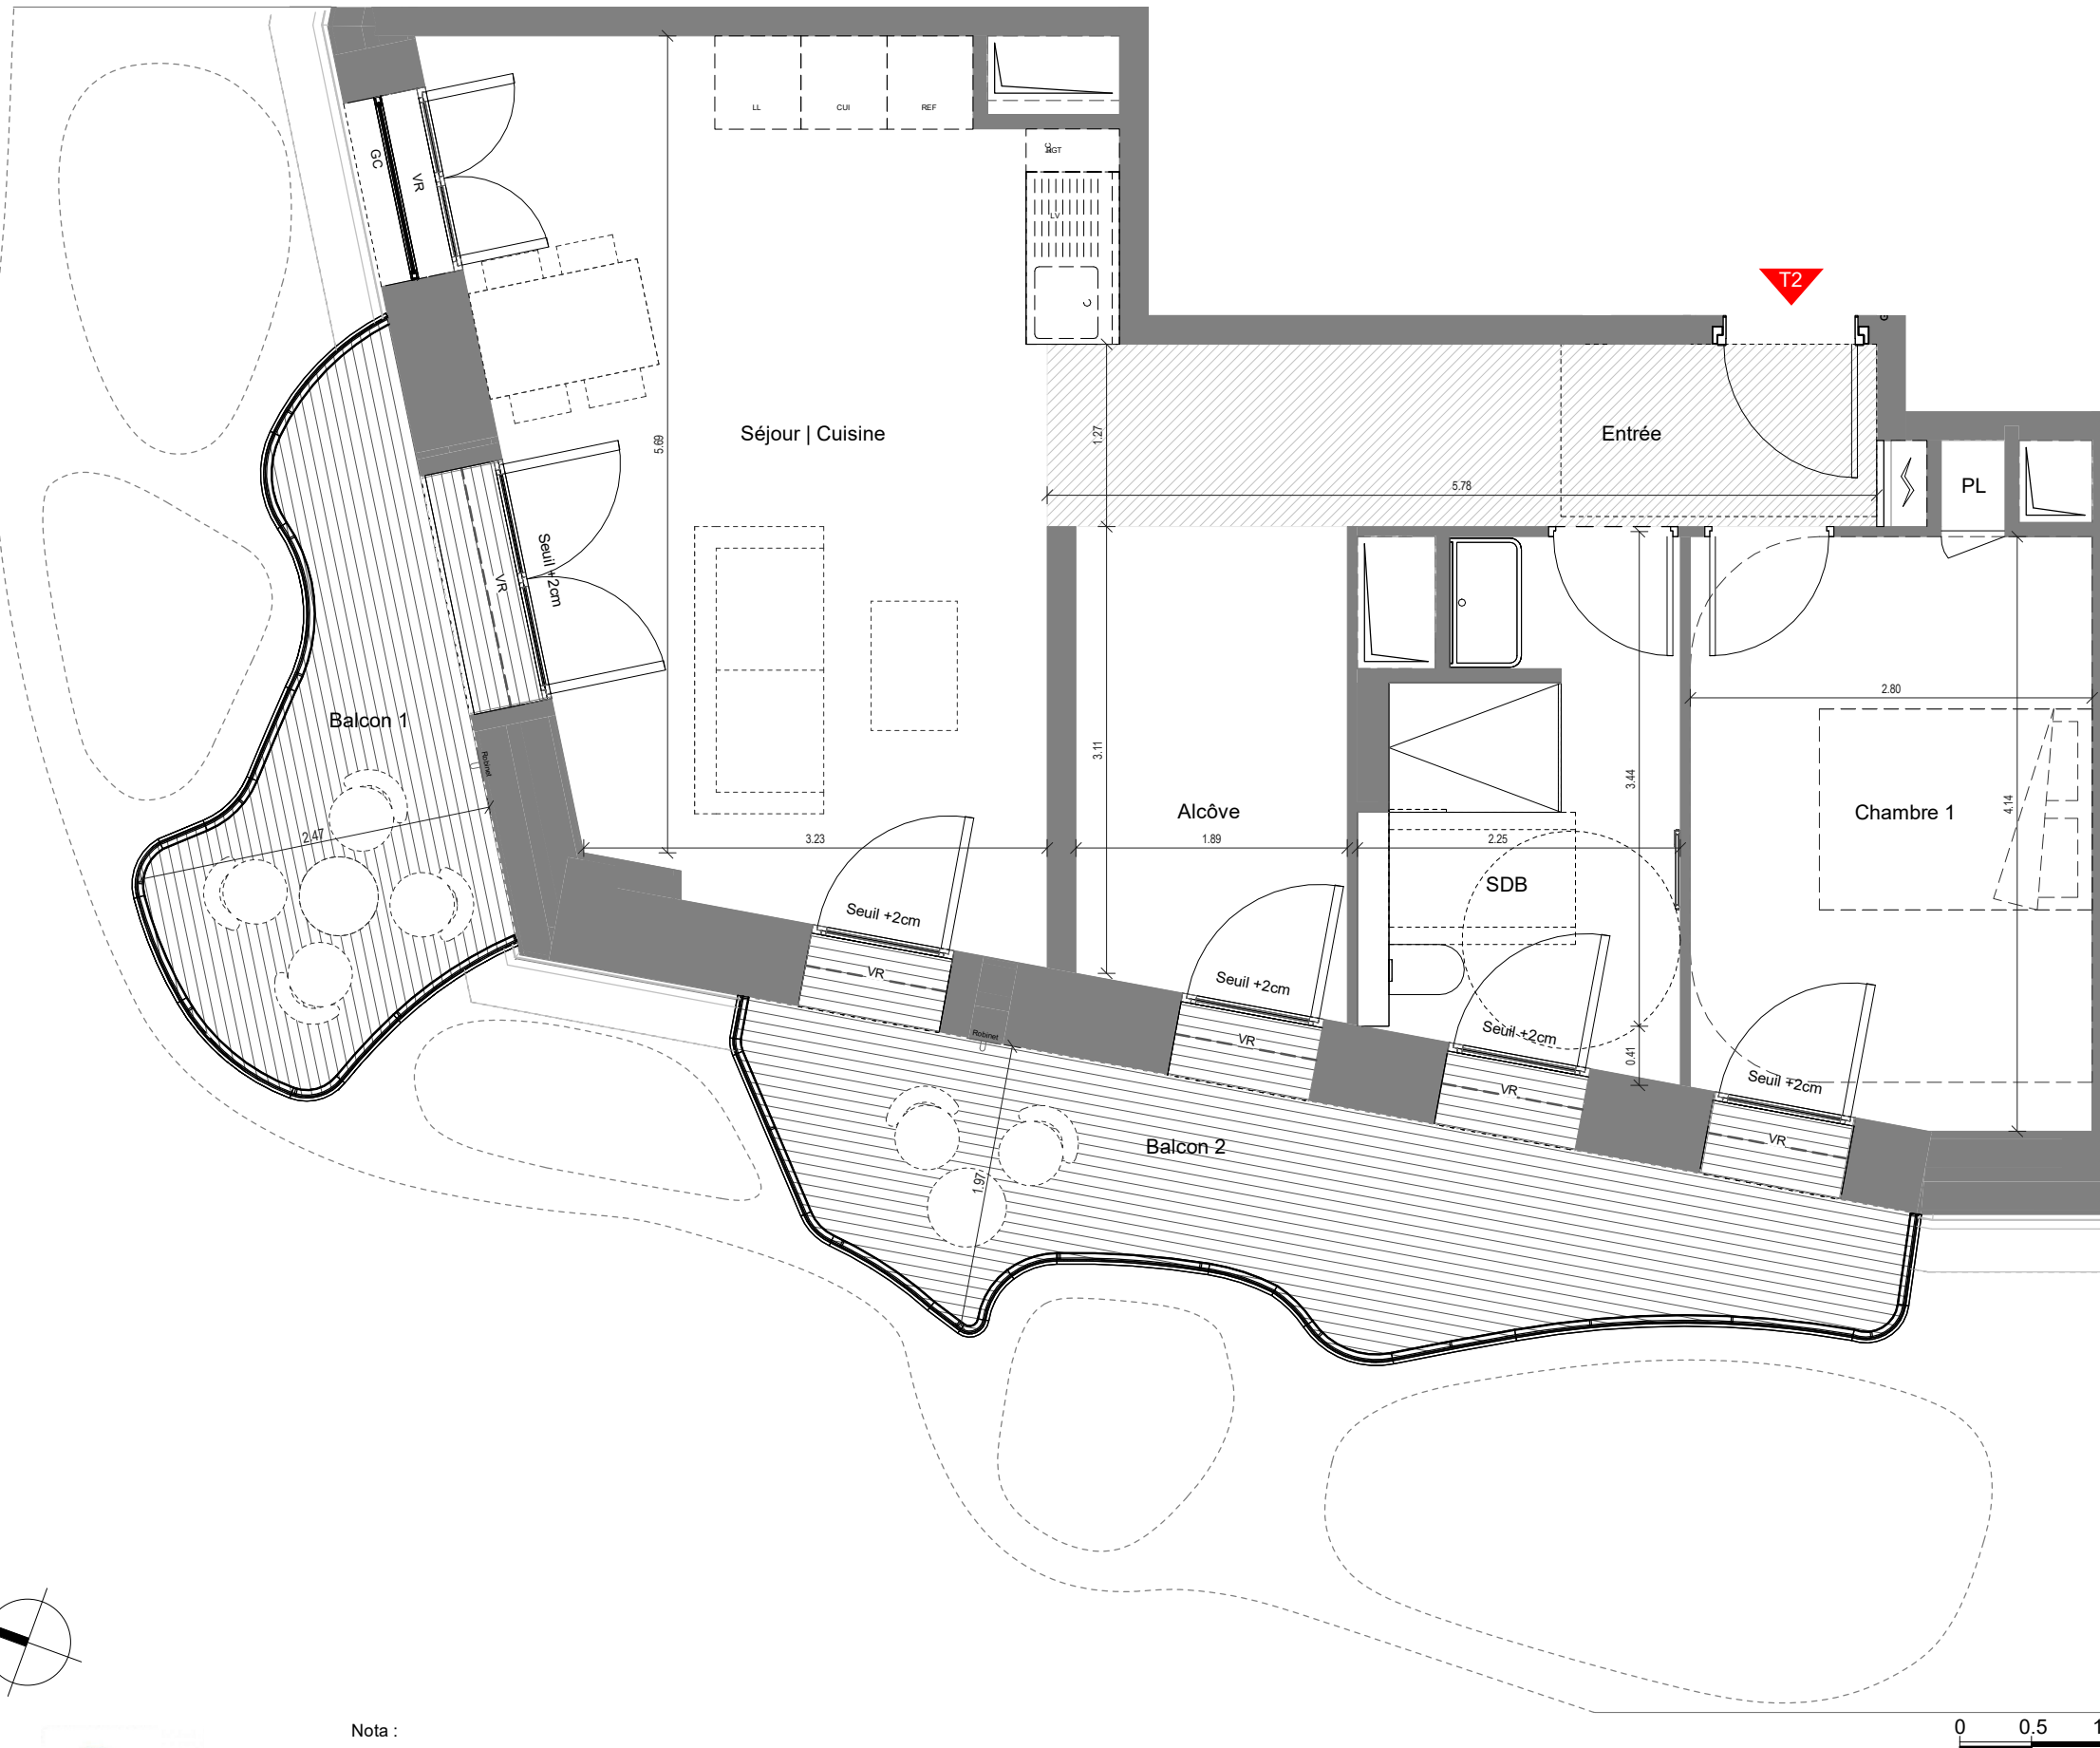 LL
CUI
REF
RGT
LV
C
GC
VR
T2
Séjour | Cuisine
5.69
1.27
Entrée
5.78
PL
Seuil +2cm
VR
2.80
Balcon 1
Robinet
3.11
3.44
4.14
Alcôve
Chambre 1
2.47
3.23
1.89
2.25
SDB
Seuil +2cm
VR
Seuil +2cm
VR
Seuil +2cm
VR
0.41
Seuil +2cm
VR
Robinet
Balcon 2
1.97
Nota :
0 0.5 1